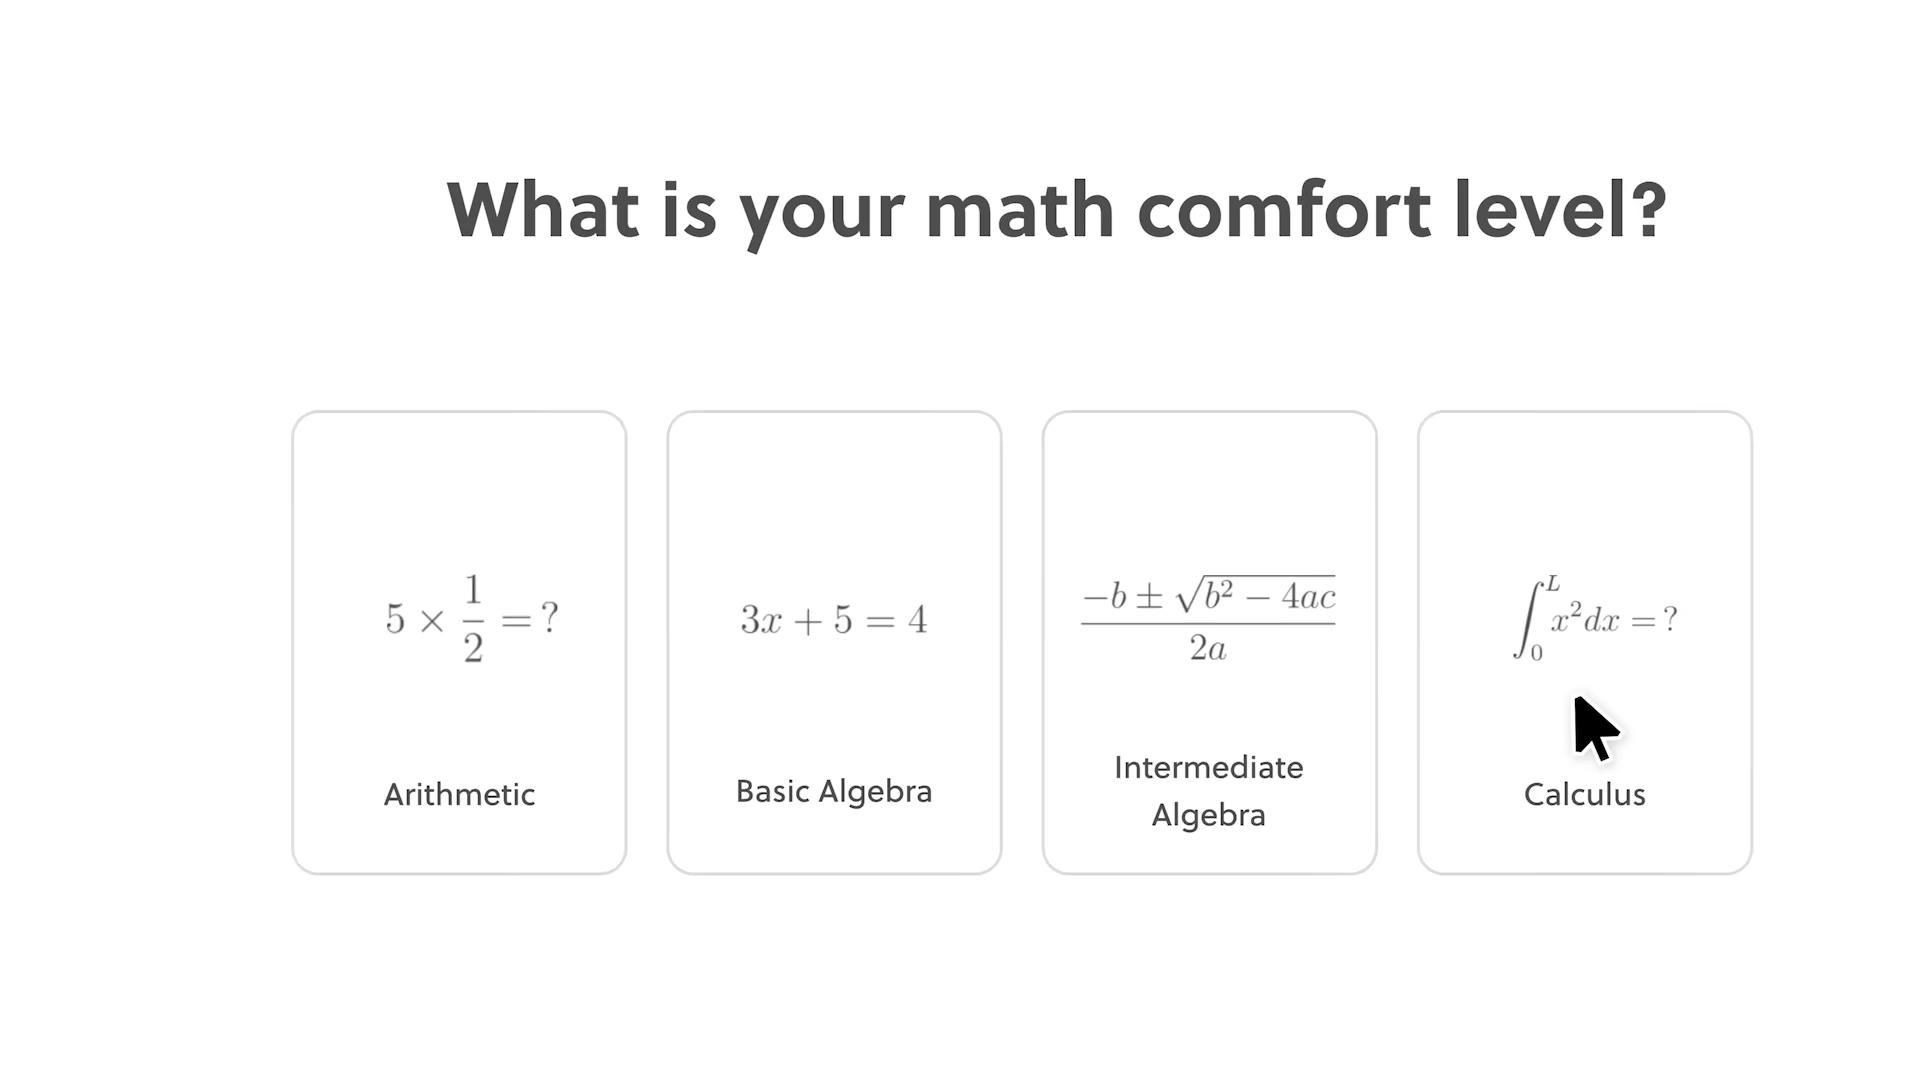 What is your math comfort level?
5 × 1/2 = ?
Arithmetic
3x + 5 = 4
Basic Algebra
−b ± √(b² − 4ac)
2a
Intermediate
Algebra
∫₀ᴸ x²dx = ?
Calculus